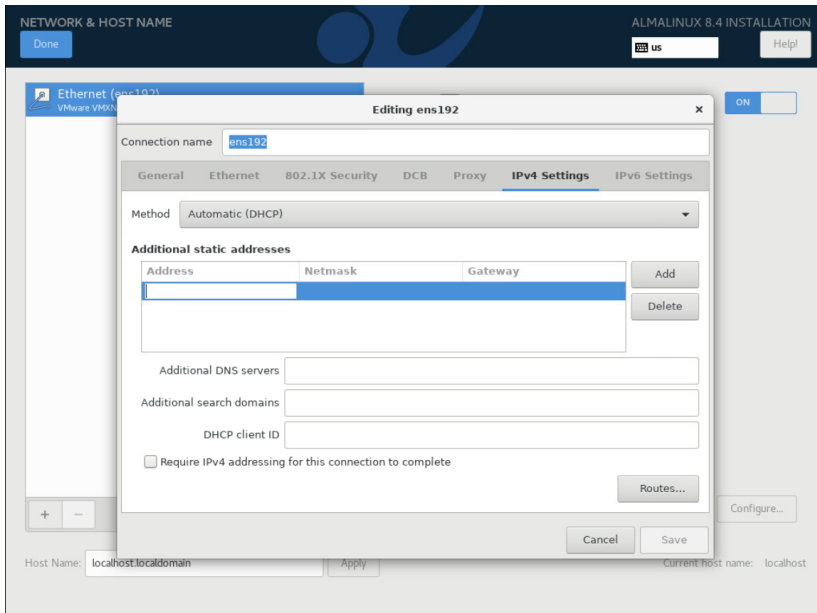 NETWORK & HOST NAME
ALMALINUX 8.4 INSTALLATION
Done
us
Help!
Ethernet (ens192)
VMware VMXN
ON
Editing ens192
Connection name ens192
General Ethernet 802.1X Security DCB Proxy IPv4 Settings IPv6 Settings
Method Automatic (DHCP)
Additional static addresses
Address Netmask Gateway
Add
Delete
Additional DNS servers
Additional search domains
DHCP client ID
Require IPv4 addressing for this connection to complete
Routes...
+ −
Configure...
Cancel Save
Host Name: localhost.localdomain Apply Current host name: localhost